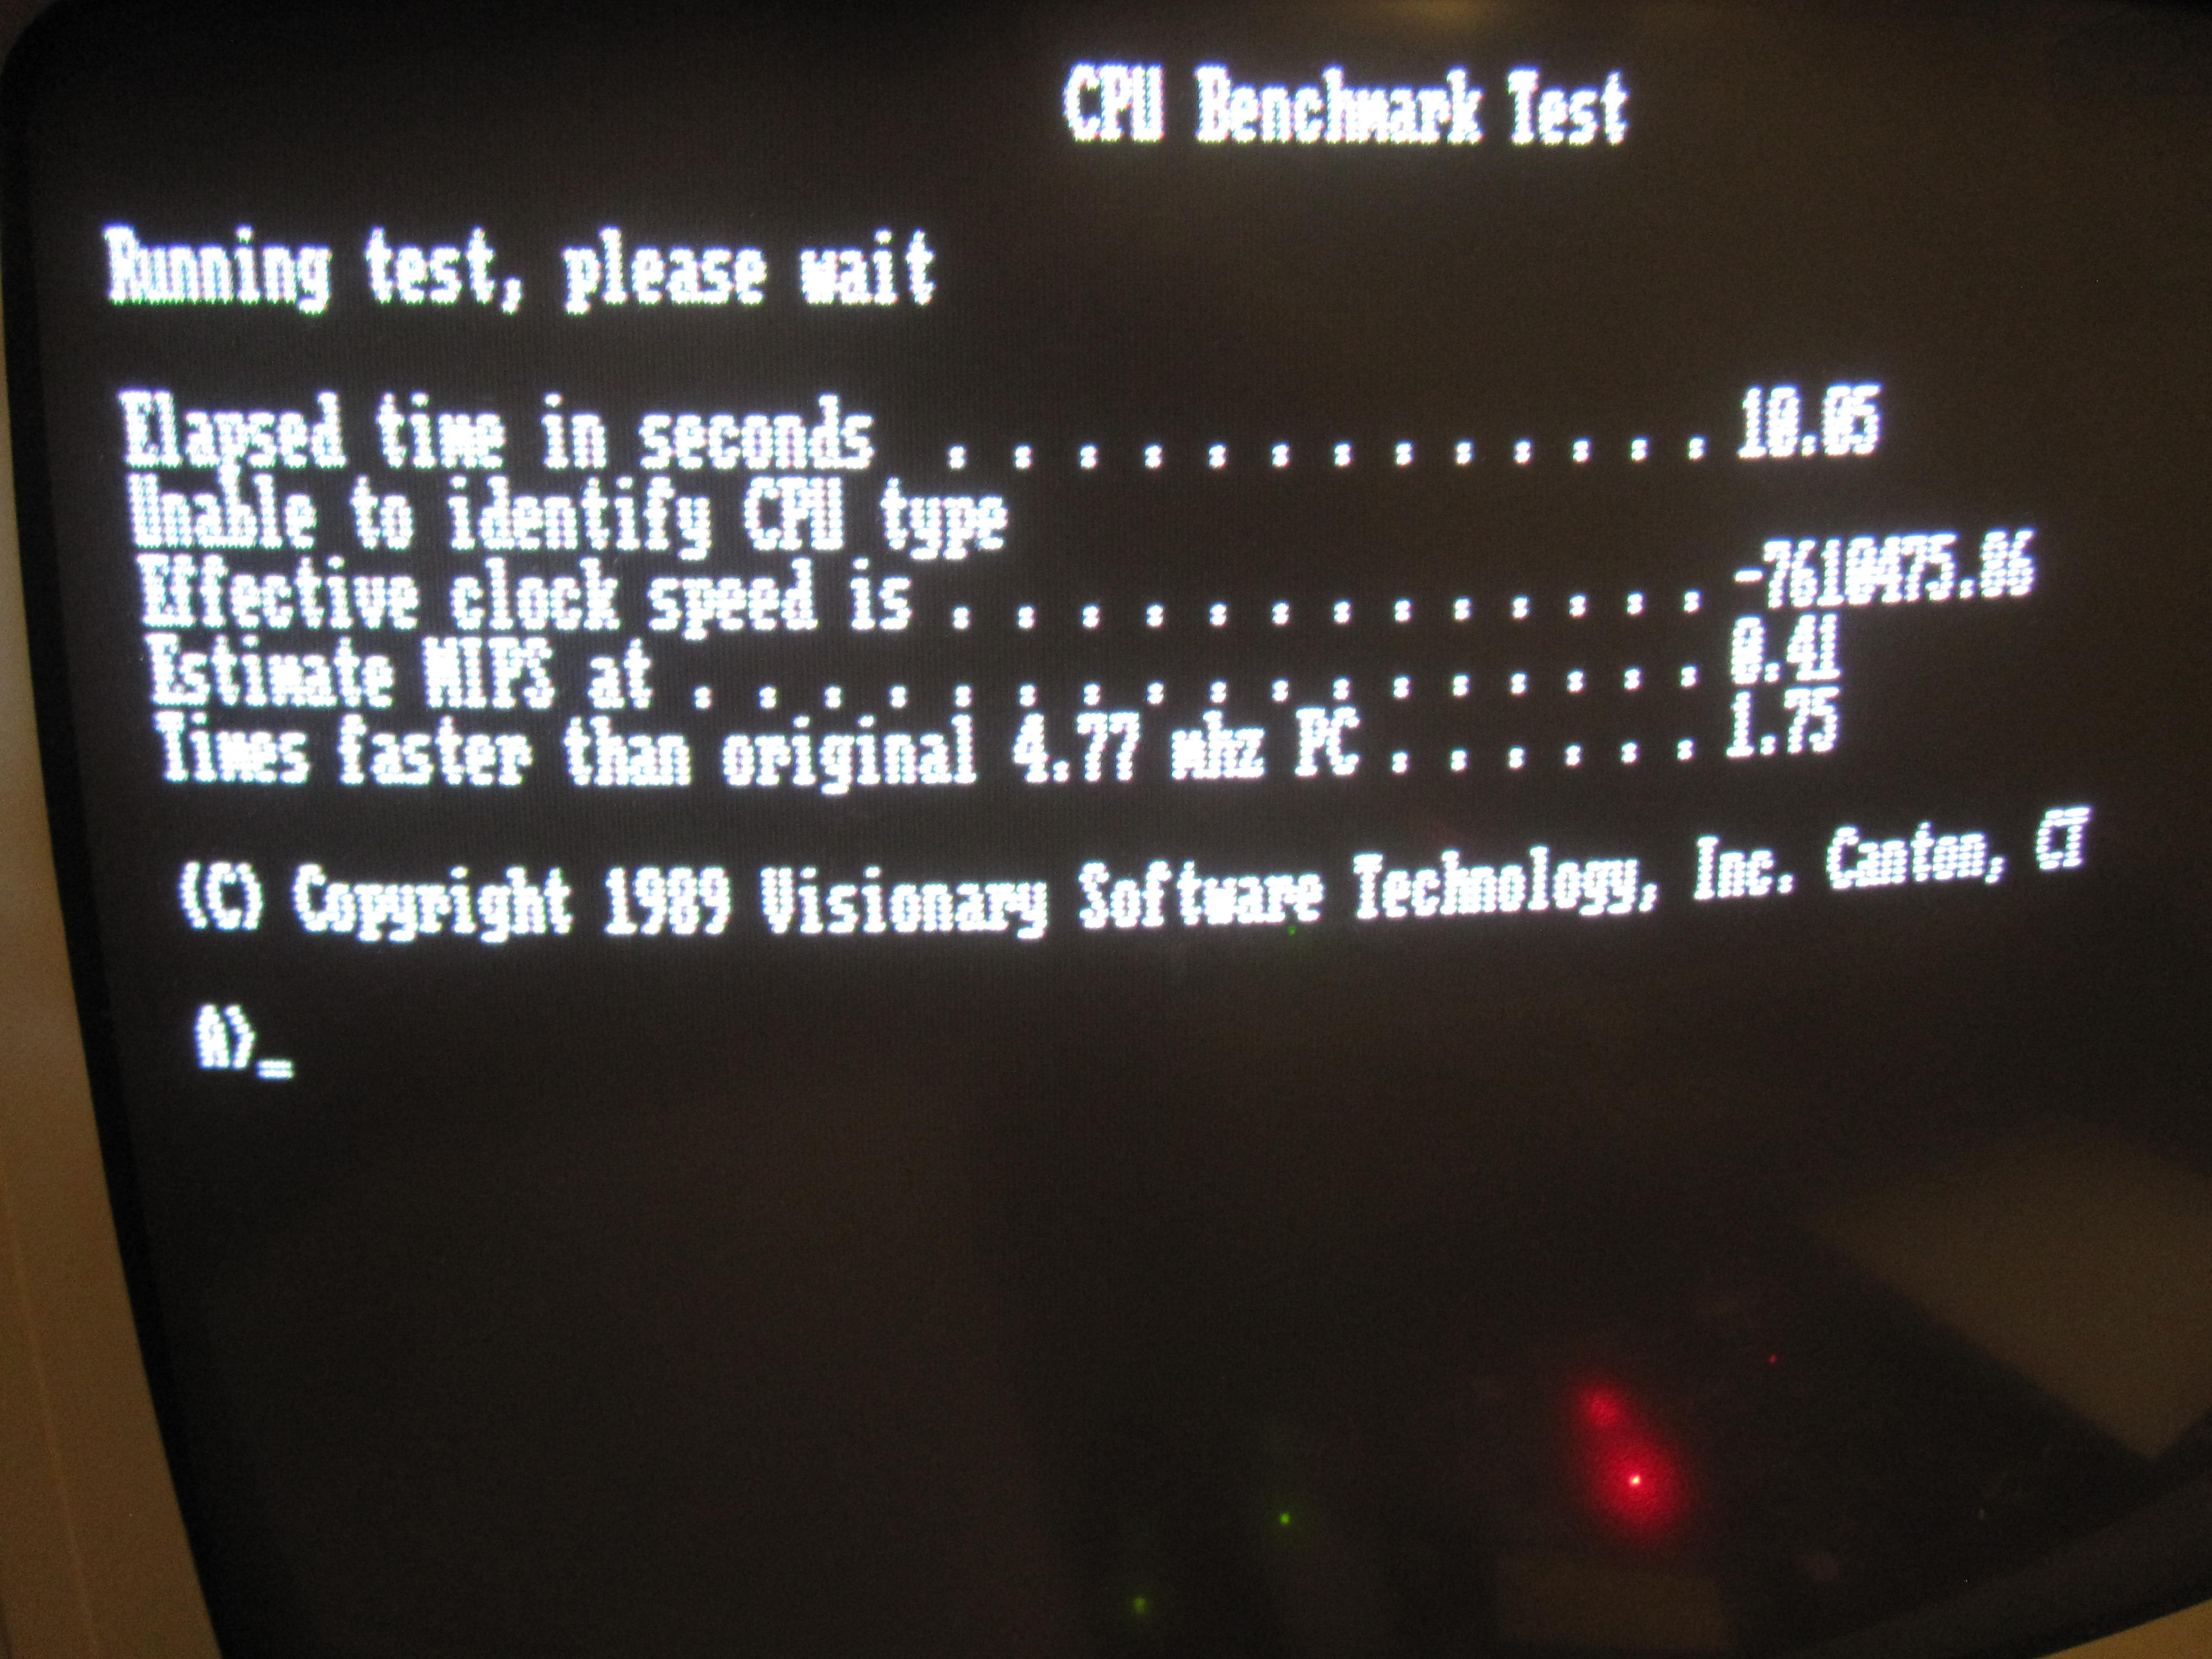 CPU Benchmark Test
Running test, please wait
Elapsed time in seconds . . . . . . . . . . . . . 10.05
Unable to identify CPU type
Effective clock speed is . . . . . . . . . . . . . -7610475.86
Estimate MIPS at . . . . . . . . . . . . . . . . . 0.41
Times faster than original 4.77 mhz PC . . . . . . 1.75
(C) Copyright 1989 Visionary Software Technology, Inc. Canton, CT
A>_